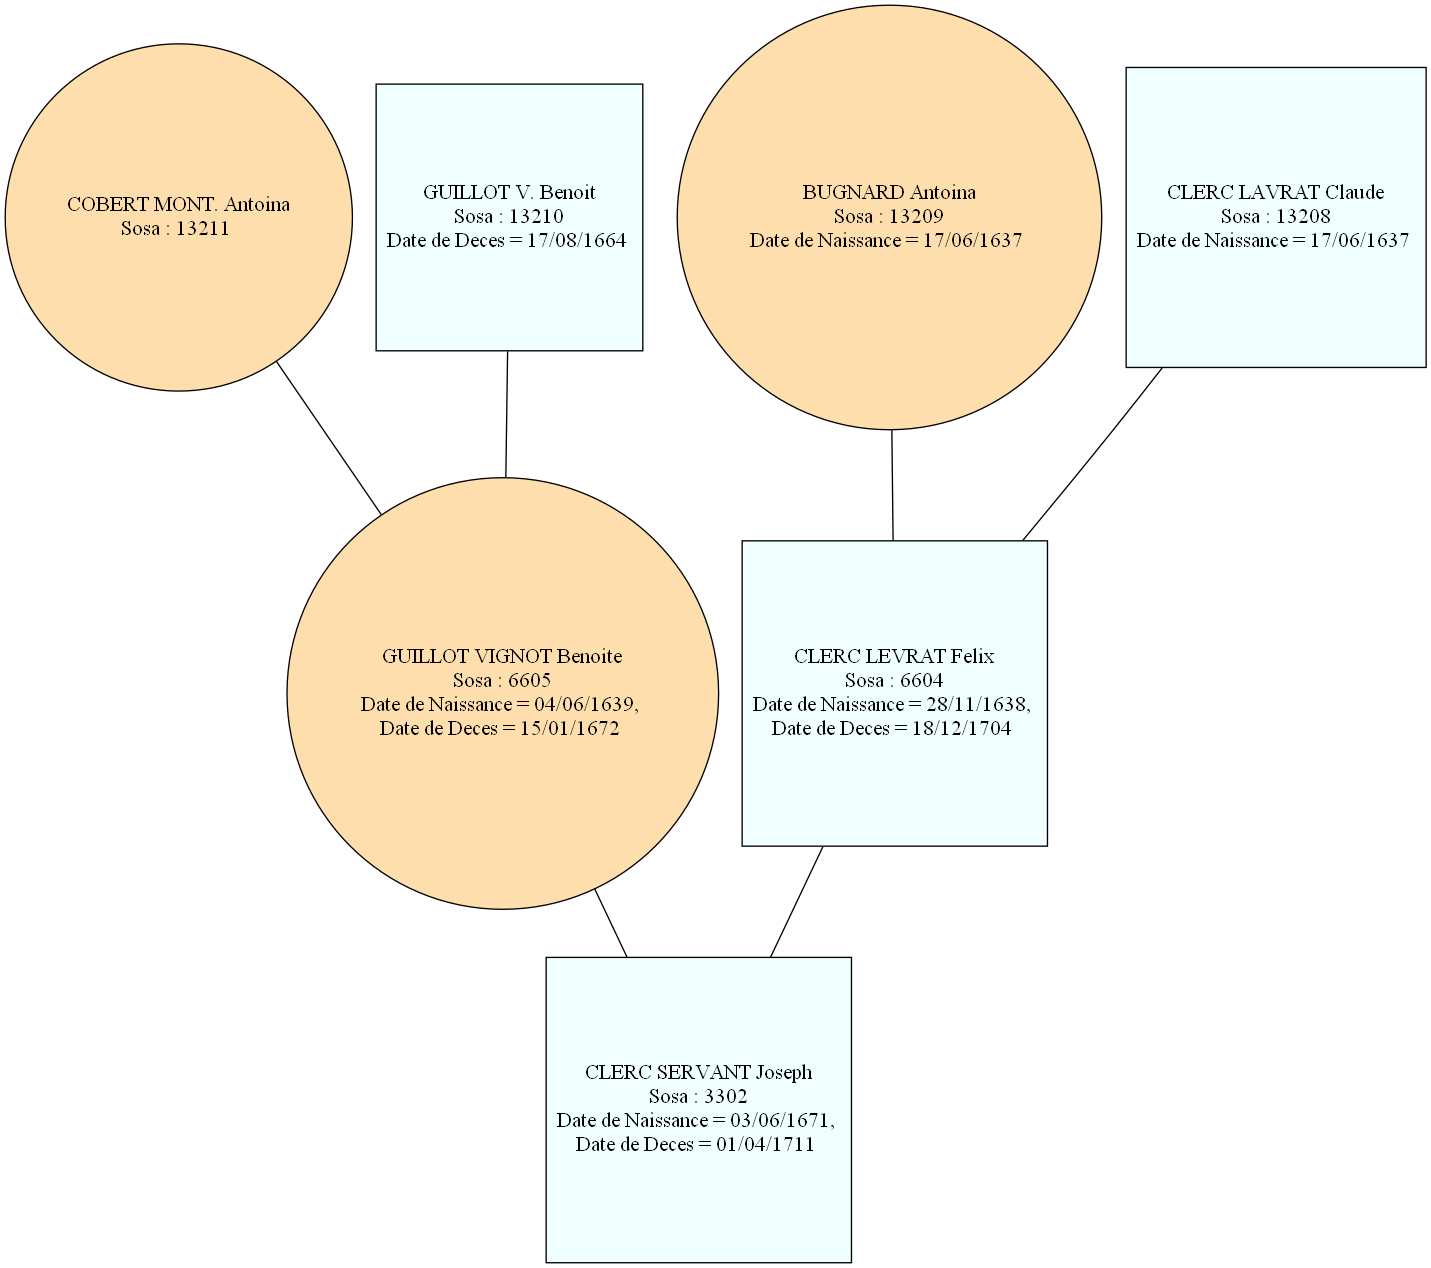 COBERT MONT. Antoina
Sosa : 13211
GUILLOT V. Benoit
Sosa : 13210
Date de Deces = 17/08/1664
BUGNARD Antoina
Sosa : 13209
Date de Naissance = 17/06/1637
CLERC LAVRAT Claude
Sosa : 13208
Date de Naissance = 17/06/1637
GUILLOT VIGNOT Benoite
Sosa : 6605
Date de Naissance = 04/06/1639,
Date de Deces = 15/01/1672
CLERC LEVRAT Felix
Sosa : 6604
Date de Naissance = 28/11/1638,
Date de Deces = 18/12/1704
CLERC SERVANT Joseph
Sosa : 3302
Date de Naissance = 03/06/1671,
Date de Deces = 01/04/1711